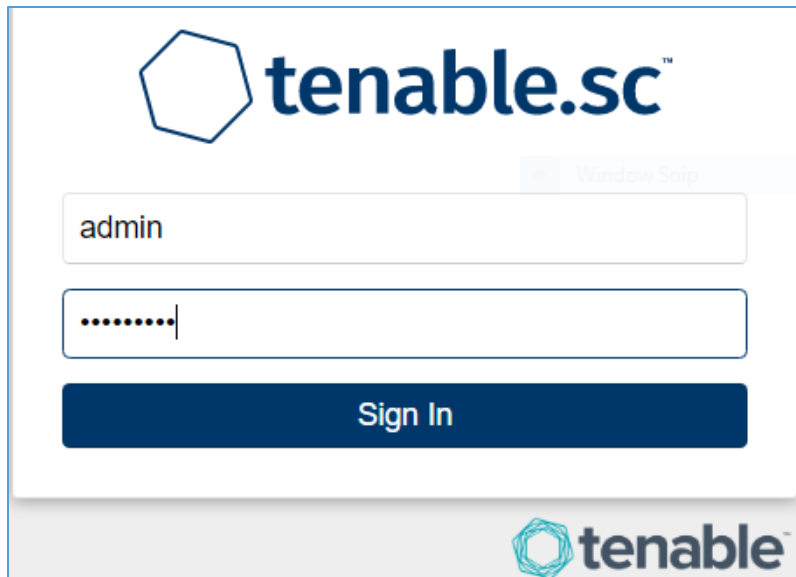 tenable.sc™
Window Snip
admin
•••••••••
Sign In
tenable™